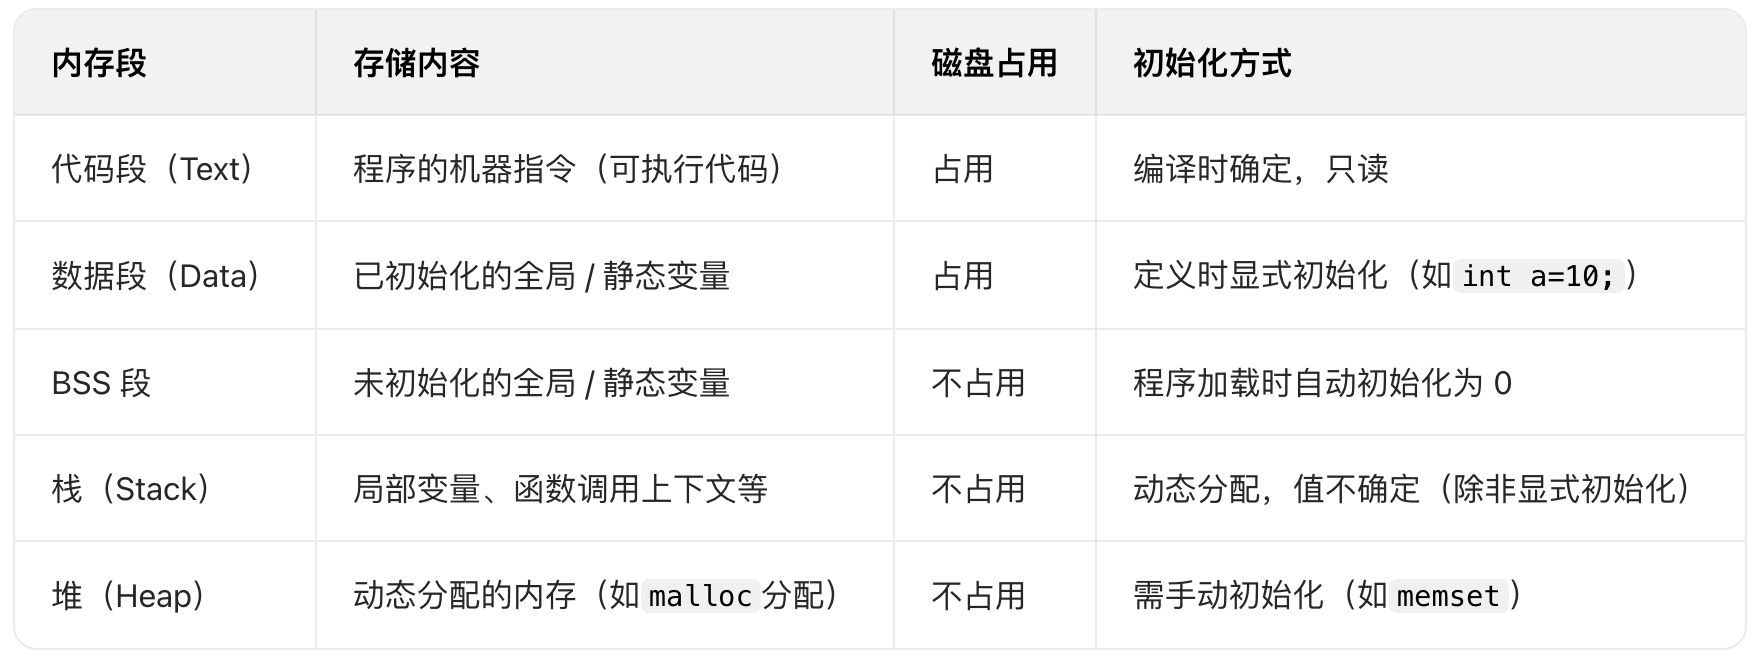 内存段 存储内容 磁盘占用 初始化方式
代码段（Text） 程序的机器指令（可执行代码） 占用 编译时确定，只读
数据段（Data） 已初始化的全局 / 静态变量 占用 定义时显式初始化（如 int a=10; ）
BSS 段 未初始化的全局 / 静态变量 不占用 程序加载时自动初始化为 0
栈（Stack） 局部变量、函数调用上下文等 不占用 动态分配，值不确定（除非显式初始化）
堆（Heap） 动态分配的内存（如 malloc 分配） 不占用 需手动初始化（如 memset ）